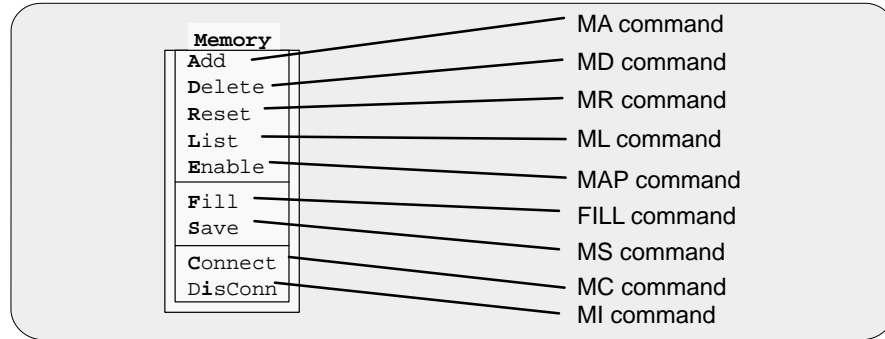 Memory
Add
MA command
Delete
MD command
Reset
MR command
List
ML command
Enable
MAP command
Fill
FILL command
Save
MS command
Connect
MC command
DisConn
MI command